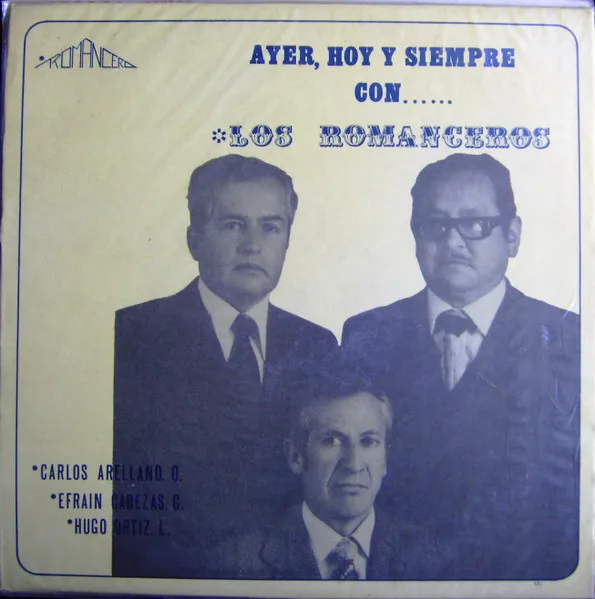 ROMANCERO
AYER, HOY Y SIEMPRE
CON......
*LOS ROMANCEROS
*CARLOS ARELLANO. O.
*EFRAIN CABEZAS. G.
*HUGO ORTIZ. L.